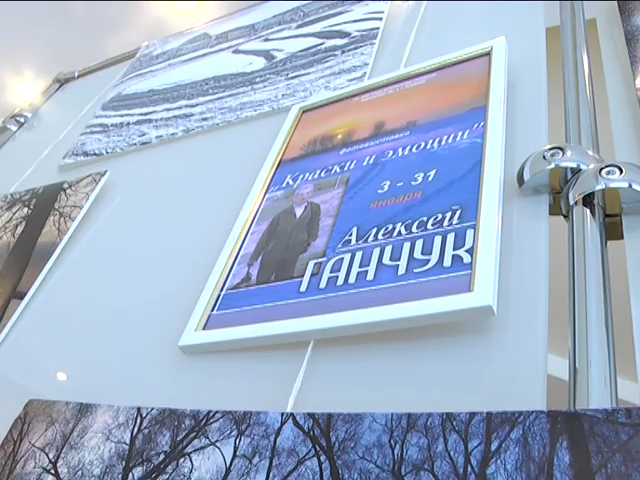 фотовыставка
"Краски и эмоции"
3 - 31
января
Алексей
ГАНЧУК